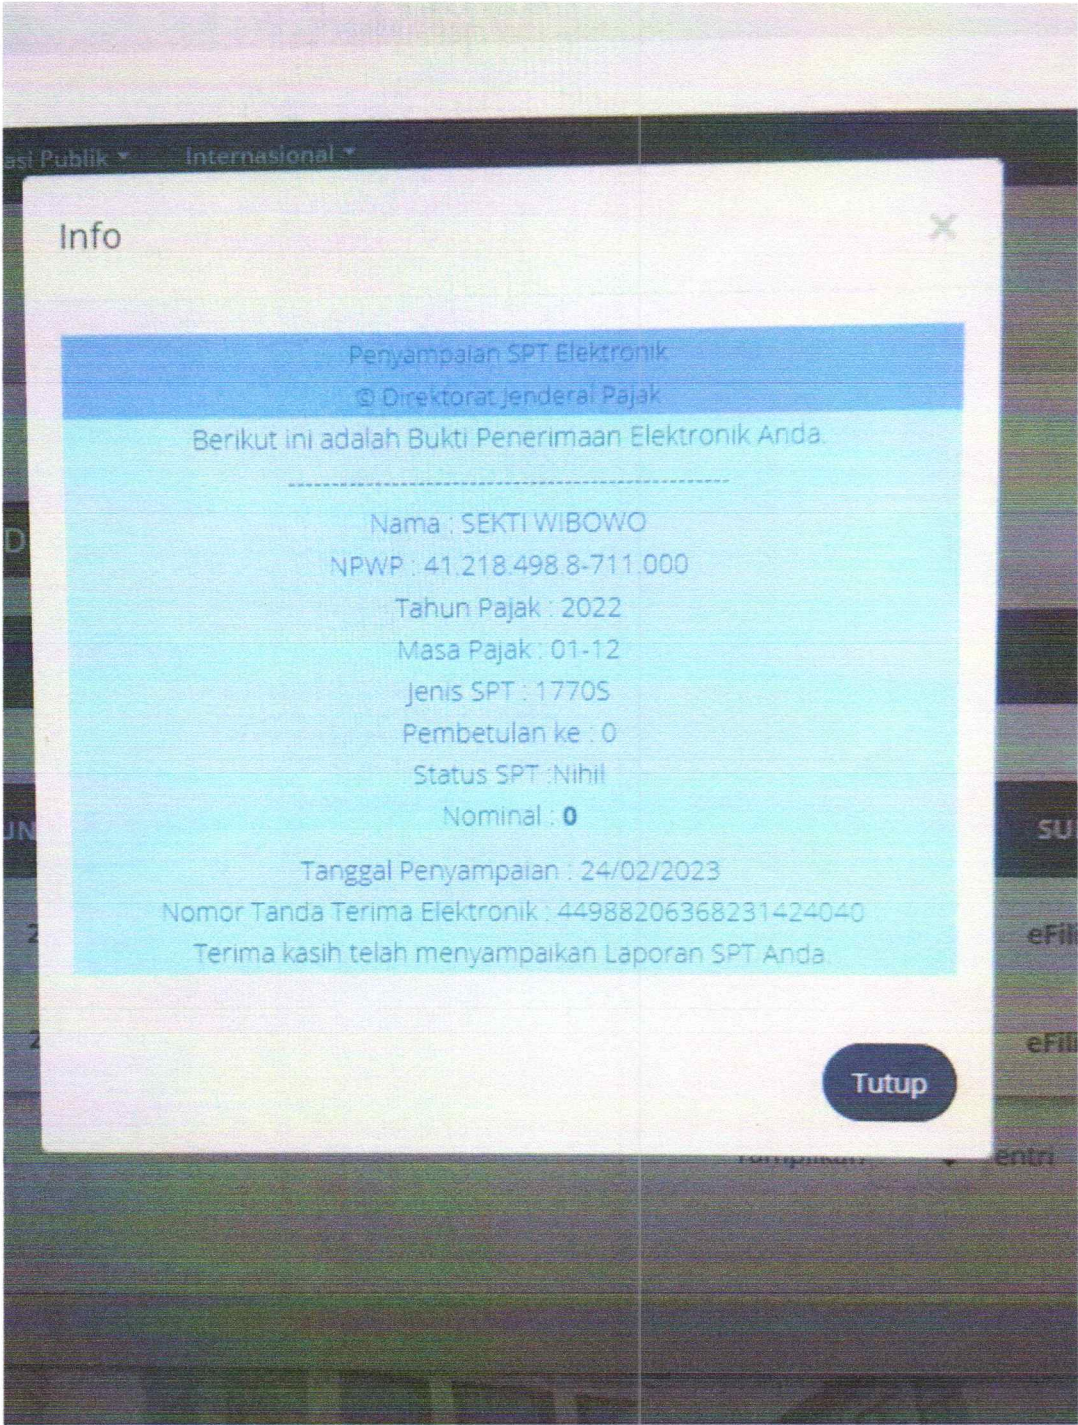 Publik
Internasional
Info
Penyampaian SPT Elektronik
© Direktorat Jenderal Pajak
Berikut ini adalah Bukti Penerimaan Elektronik Anda.
--------------------------------------------------
Nama : SEKTI WIBOWO
NPWP : 41.218.498.8-711.000
Tahun Pajak : 2022
Masa Pajak : 01-12
Jenis SPT : 1770S
Pembetulan ke : 0
Status SPT :Nihil
Nominal : 0
Tanggal Penyampaian : 24/02/2023
Nomor Tanda Terima Elektronik : 44988206368231424040
Terima kasih telah menyampaikan Laporan SPT Anda.
Tutup
entri